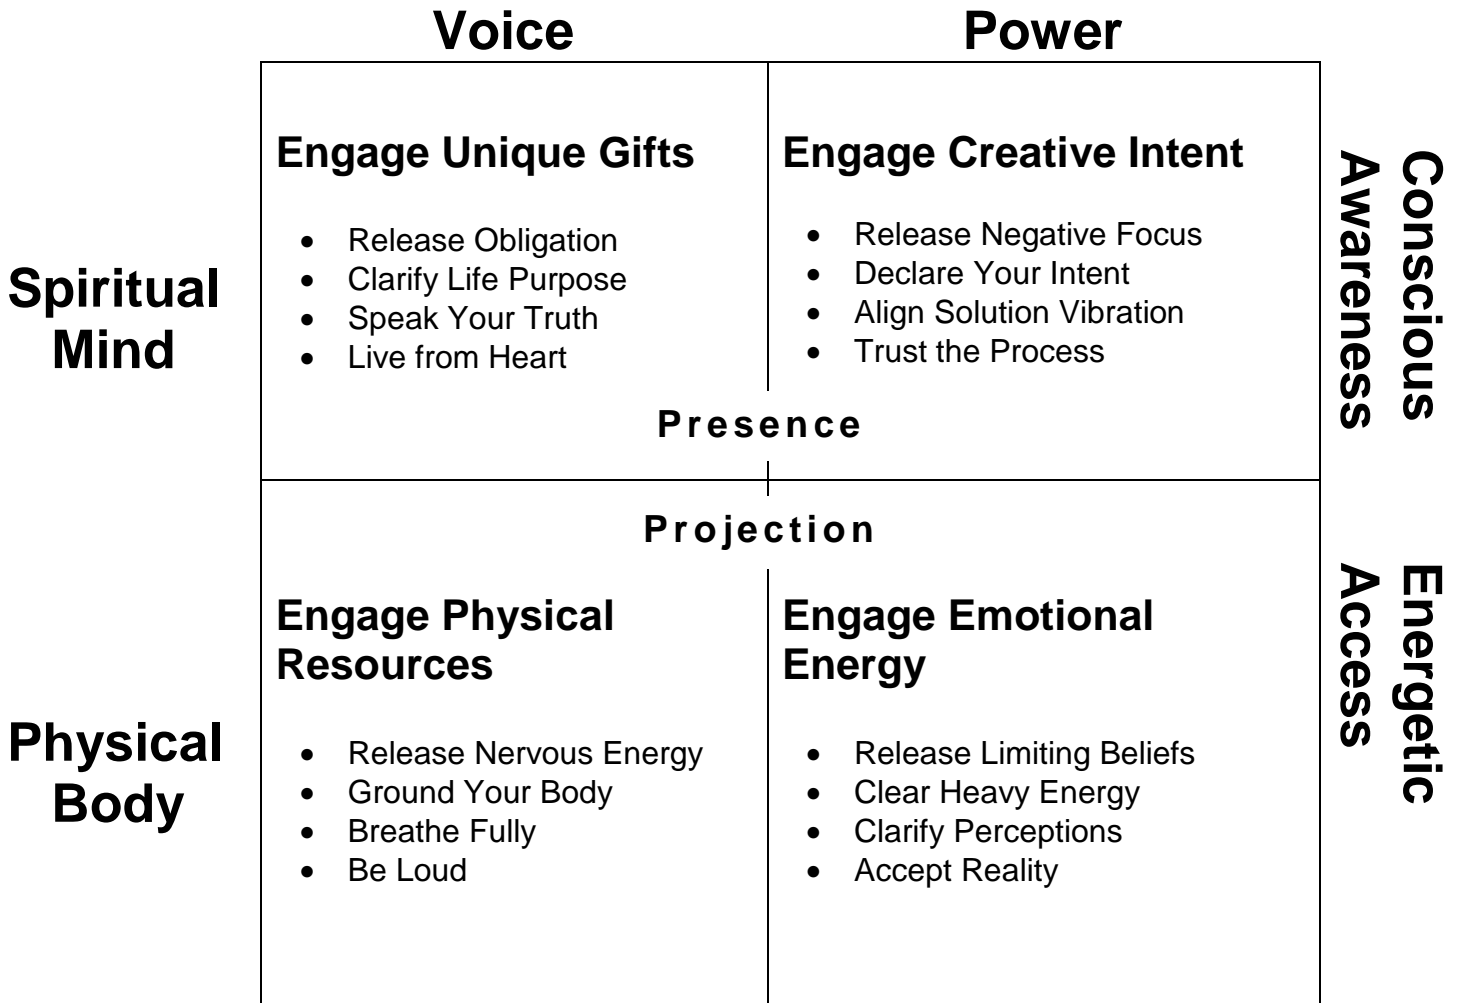 Voice
Power
Spiritual
Mind
Engage Unique Gifts
• Release Obligation
• Clarify Life Purpose
• Speak Your Truth
• Live from Heart
Engage Creative Intent
• Release Negative Focus
• Declare Your Intent
• Align Solution Vibration
• Trust the Process
Conscious
Awareness
Presence
Projection
Physical
Body
Engage Physical
Resources
• Release Nervous Energy
• Ground Your Body
• Breathe Fully
• Be Loud
Engage Emotional
Energy
• Release Limiting Beliefs
• Clear Heavy Energy
• Clarify Perceptions
• Accept Reality
Energetic
Access